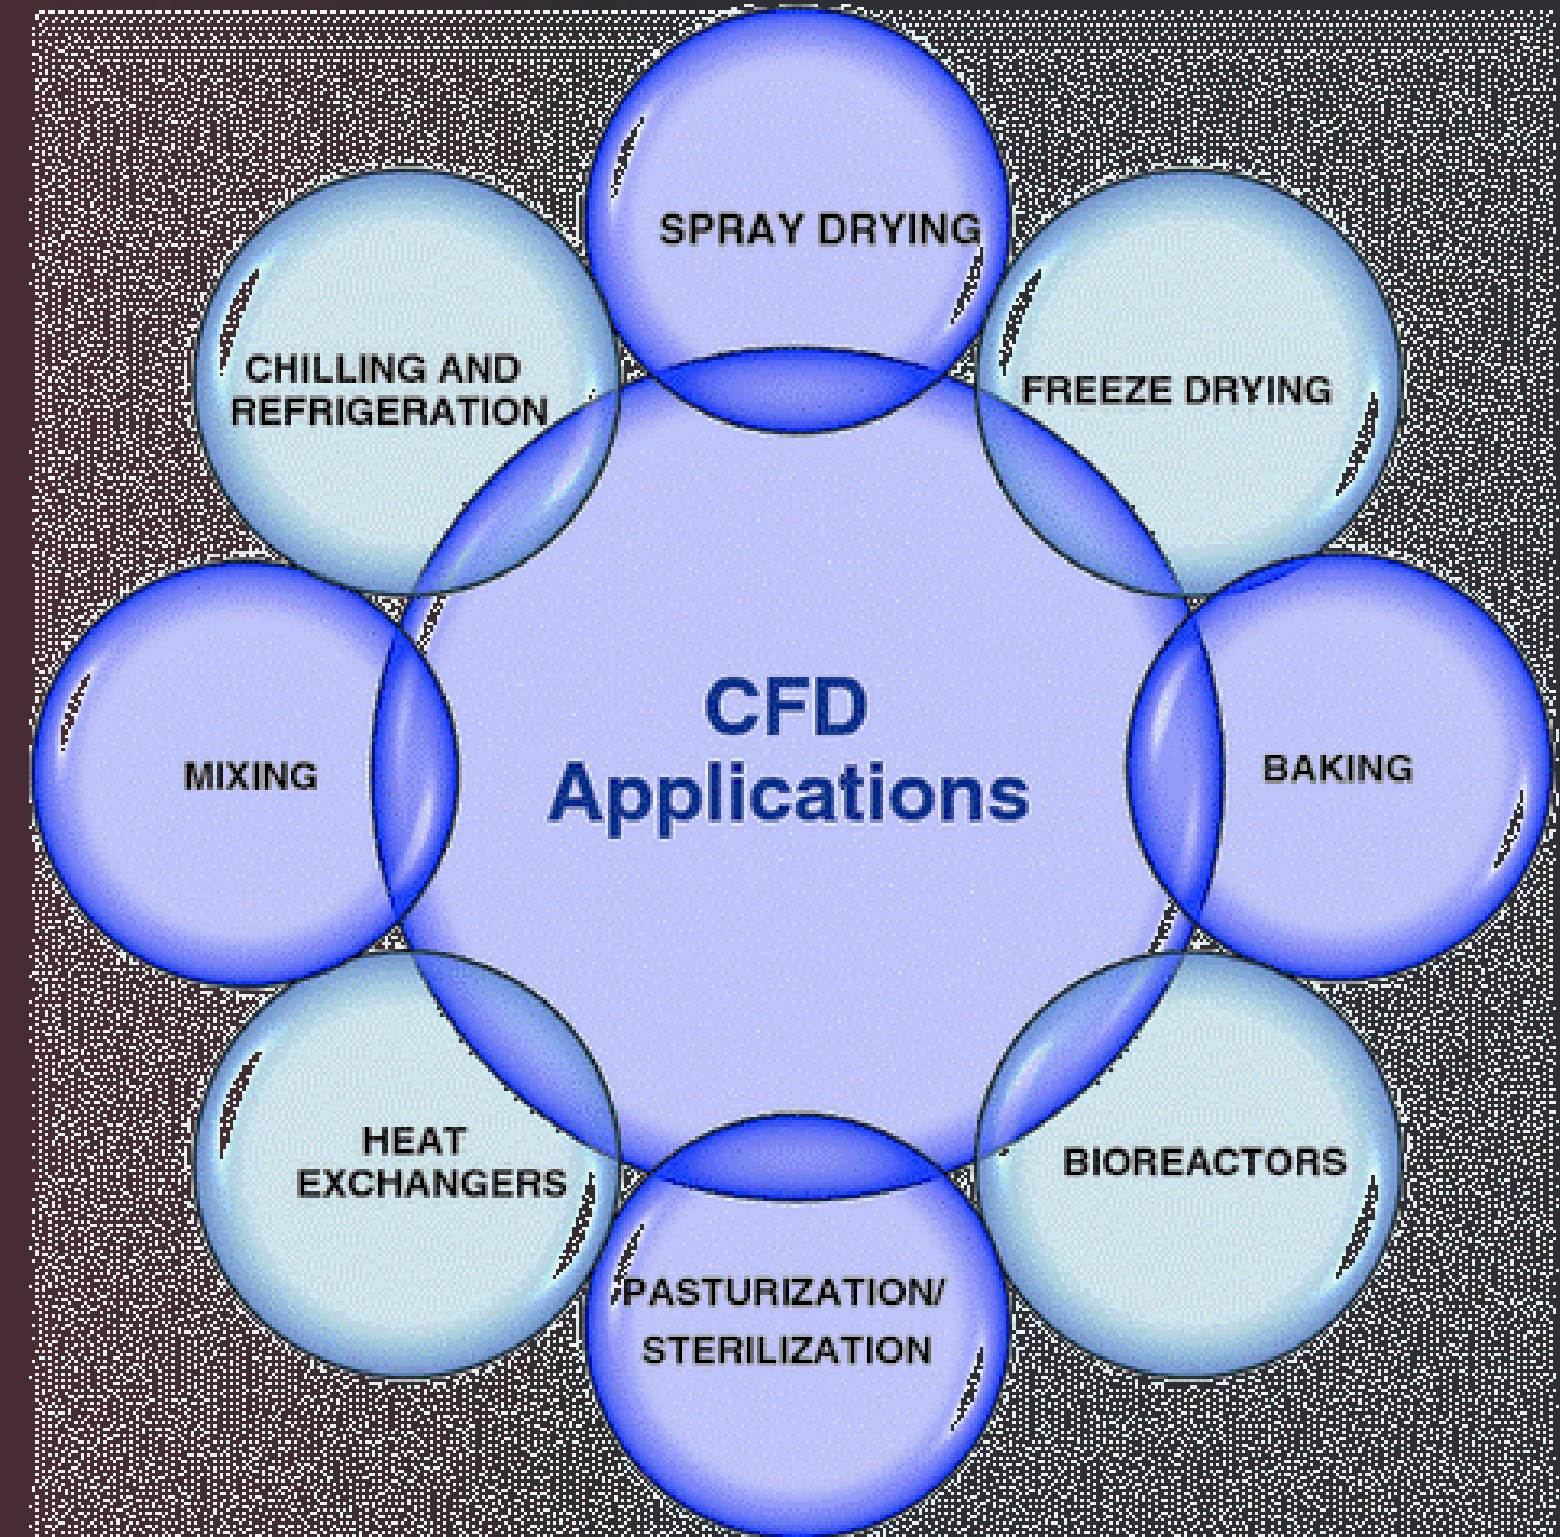 SPRAY DRYING
CHILLING AND
REFRIGERATION
FREEZE DRYING
CFD
Applications
MIXING
BAKING
HEAT
EXCHANGERS
BIOREACTORS
PASTURIZATION/
STERILIZATION